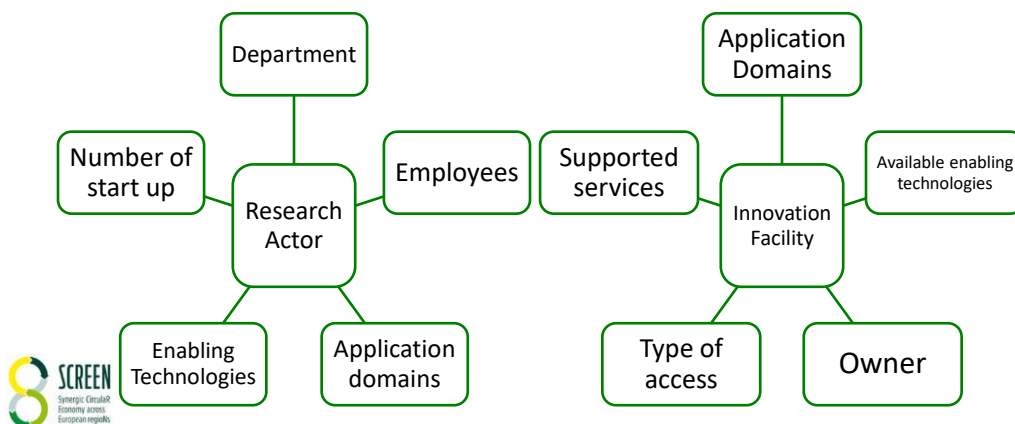 Department
Application
Domains
Number of
start up
Employees
Supported
services
Available enabling
technologies
Research
Actor
Innovation
Facility
Enabling
Technologies
Application
domains
Type of
access
Owner
SCREEN
Synergic CirculaR
Economy across
European regioNs